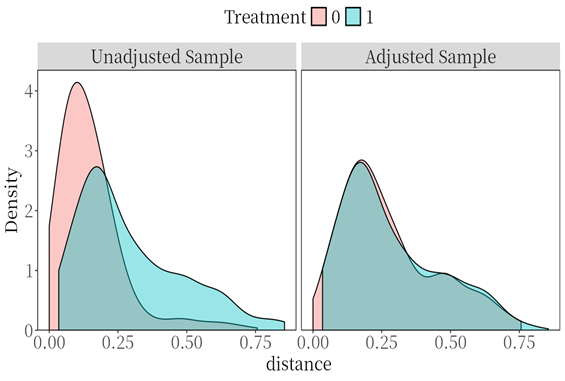 Treatment 0 1
Unadjusted Sample Adjusted Sample
Density
4
3
2
1
0
0.00 0.25 0.50 0.75 0.00 0.25 0.50 0.75
distance